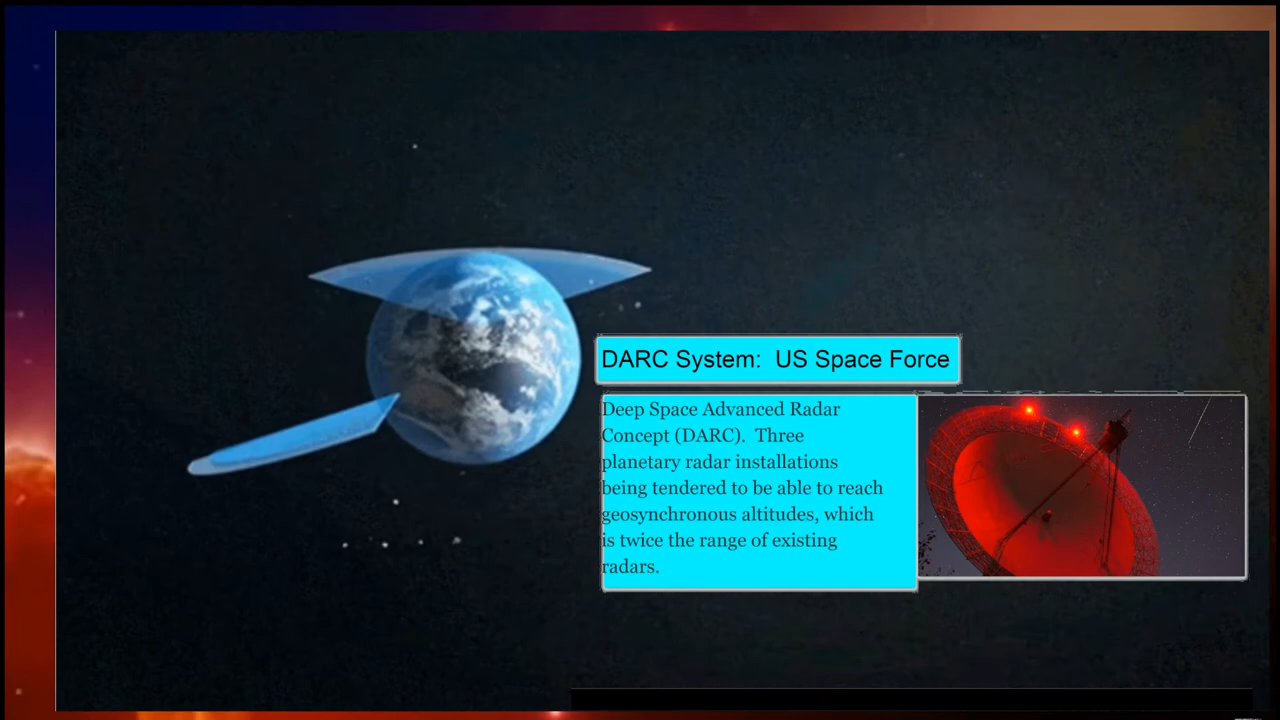 DARC System:  US Space Force
Deep Space Advanced Radar
Concept (DARC).  Three
planetary radar installations
being tendered to be able to reach
geosynchronous altitudes, which
is twice the range of existing
radars.